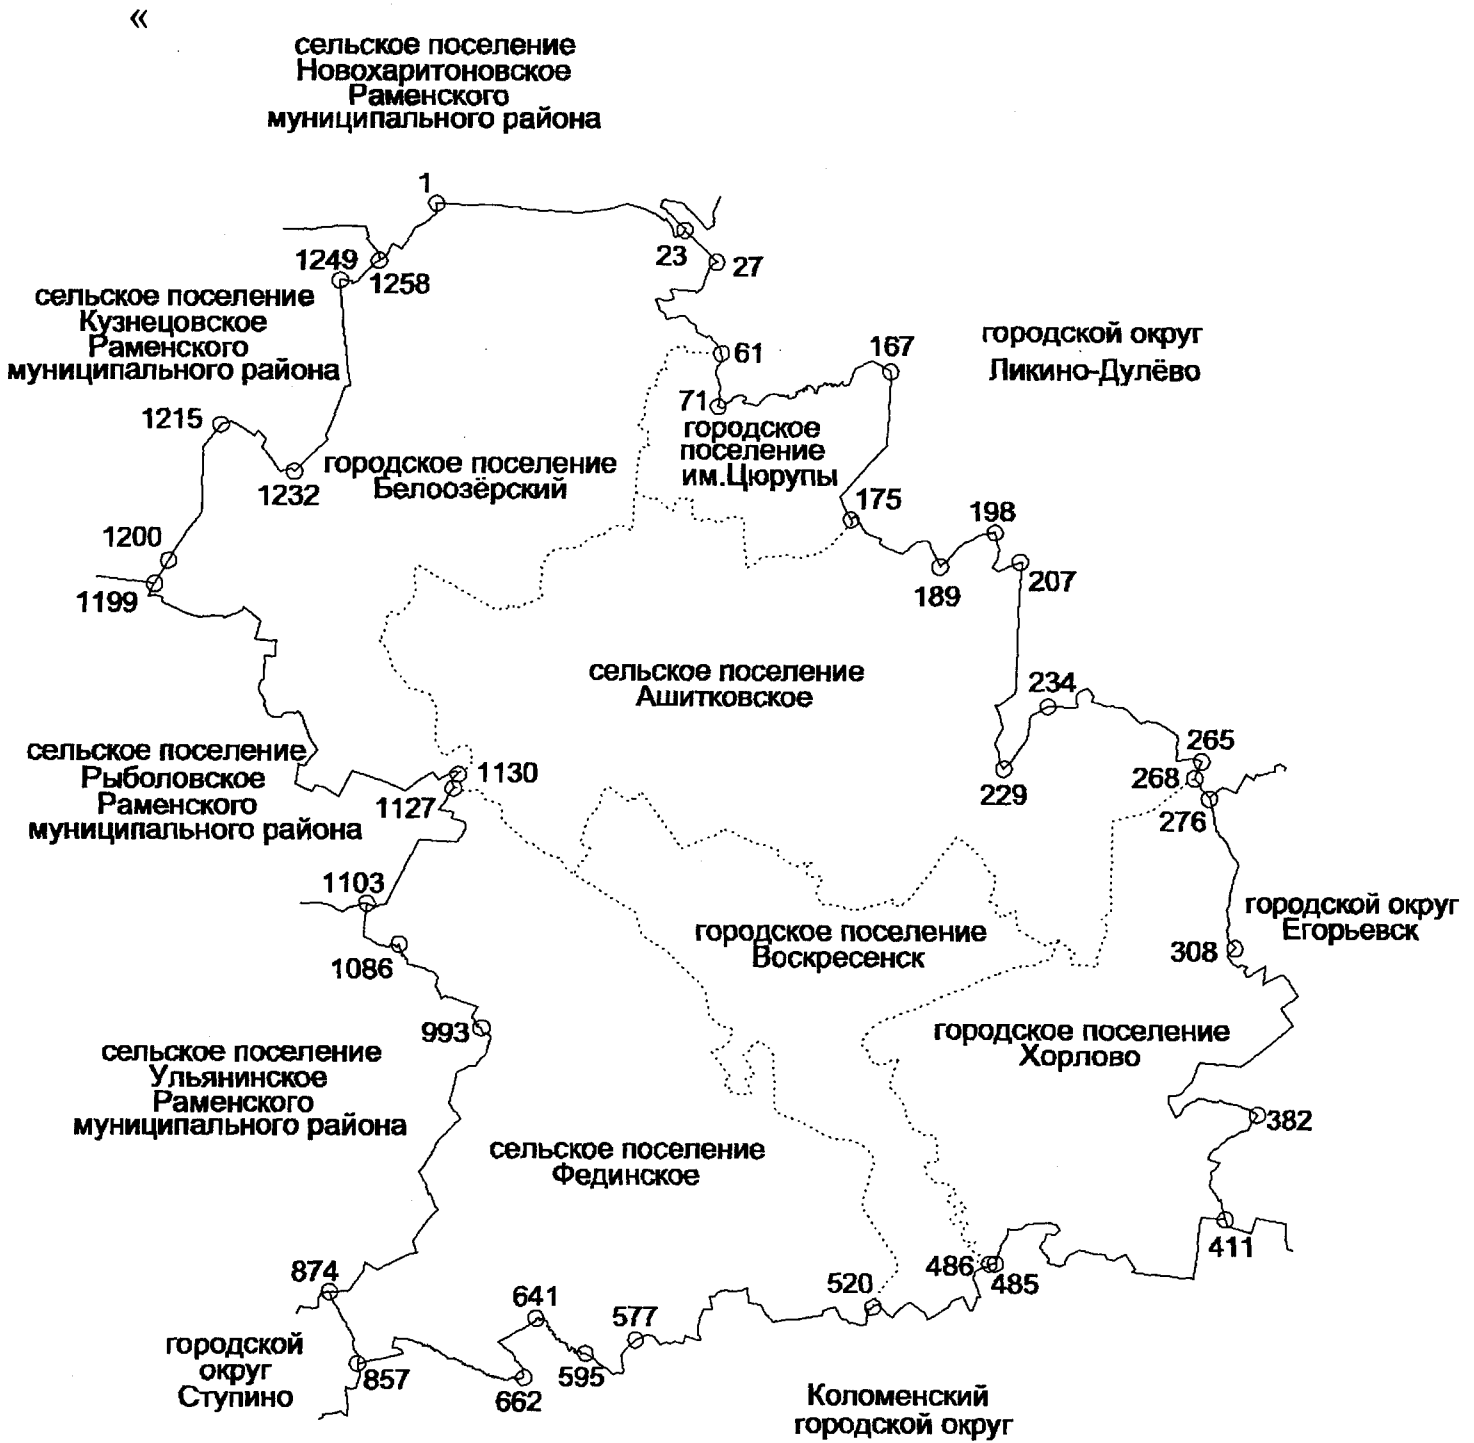 «
сельское поселение
Новохаритоновское
Раменского
муниципального района
1
23
27
1249
1258
сельское поселение
Кузнецовское
Раменского
муниципального района
61
167
городской округ
Ликино-Дулёво
71
городское
поселение
им.Цюрупы
1215
1232
городское поселение
Белоозёрский
175
198
1200
1199
189
207
сельское поселение
Ашитковское
234
сельское поселение
Рыболовское
Раменского
муниципального района
1130
1127
229
265
268
276
1103
1086
городское поселение
Воскресенск
308
городской округ
Егорьевск
993
городское поселение
Хорлово
сельское поселение
Ульянинское
Раменского
муниципального района
382
сельское поселение
Фединское
411
874
486
485
520
641
577
городской
округ
Ступино
857
662
595
Коломенский
городской округ